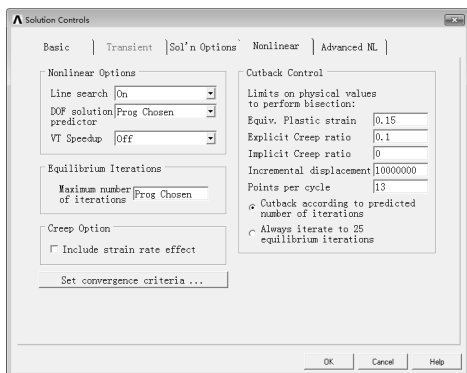 Solution Controls
Basic
Transient
Sol'n Options
Nonlinear
Advanced NL
Nonlinear Options
Line search
On
DOF solution predictor
Prog Chosen
VT Speedup
Off
Equilibrium Iterations
Maximum number
of iterations
Prog Chosen
Creep Option
Include strain rate effect
Set convergence criteria ...
Cutback Control
Limits on physical values
to perform bisection:
Equiv. Plastic strain
0.15
Explicit Creep ratio
0.1
Implicit Creep ratio
0
Incremental displacement
10000000
Points per cycle
13
Cutback according to predicted
number of iterations
Always iterate to 25
equilibrium iterations
OK
Cancel
Help